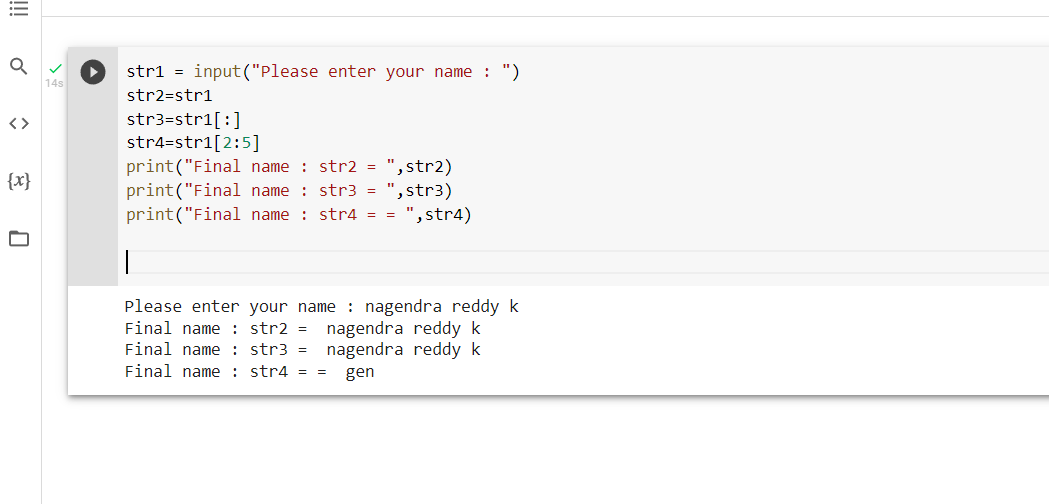 14s
str1 = input("Please enter your name : ")
str2=str1
str3=str1[:]
str4=str1[2:5]
print("Final name : str2 = ",str2)
print("Final name : str3 = ",str3)
print("Final name : str4 = = ",str4)
{x}
Please enter your name : nagendra reddy k
Final name : str2 =  nagendra reddy k
Final name : str3 =  nagendra reddy k
Final name : str4 = =  gen